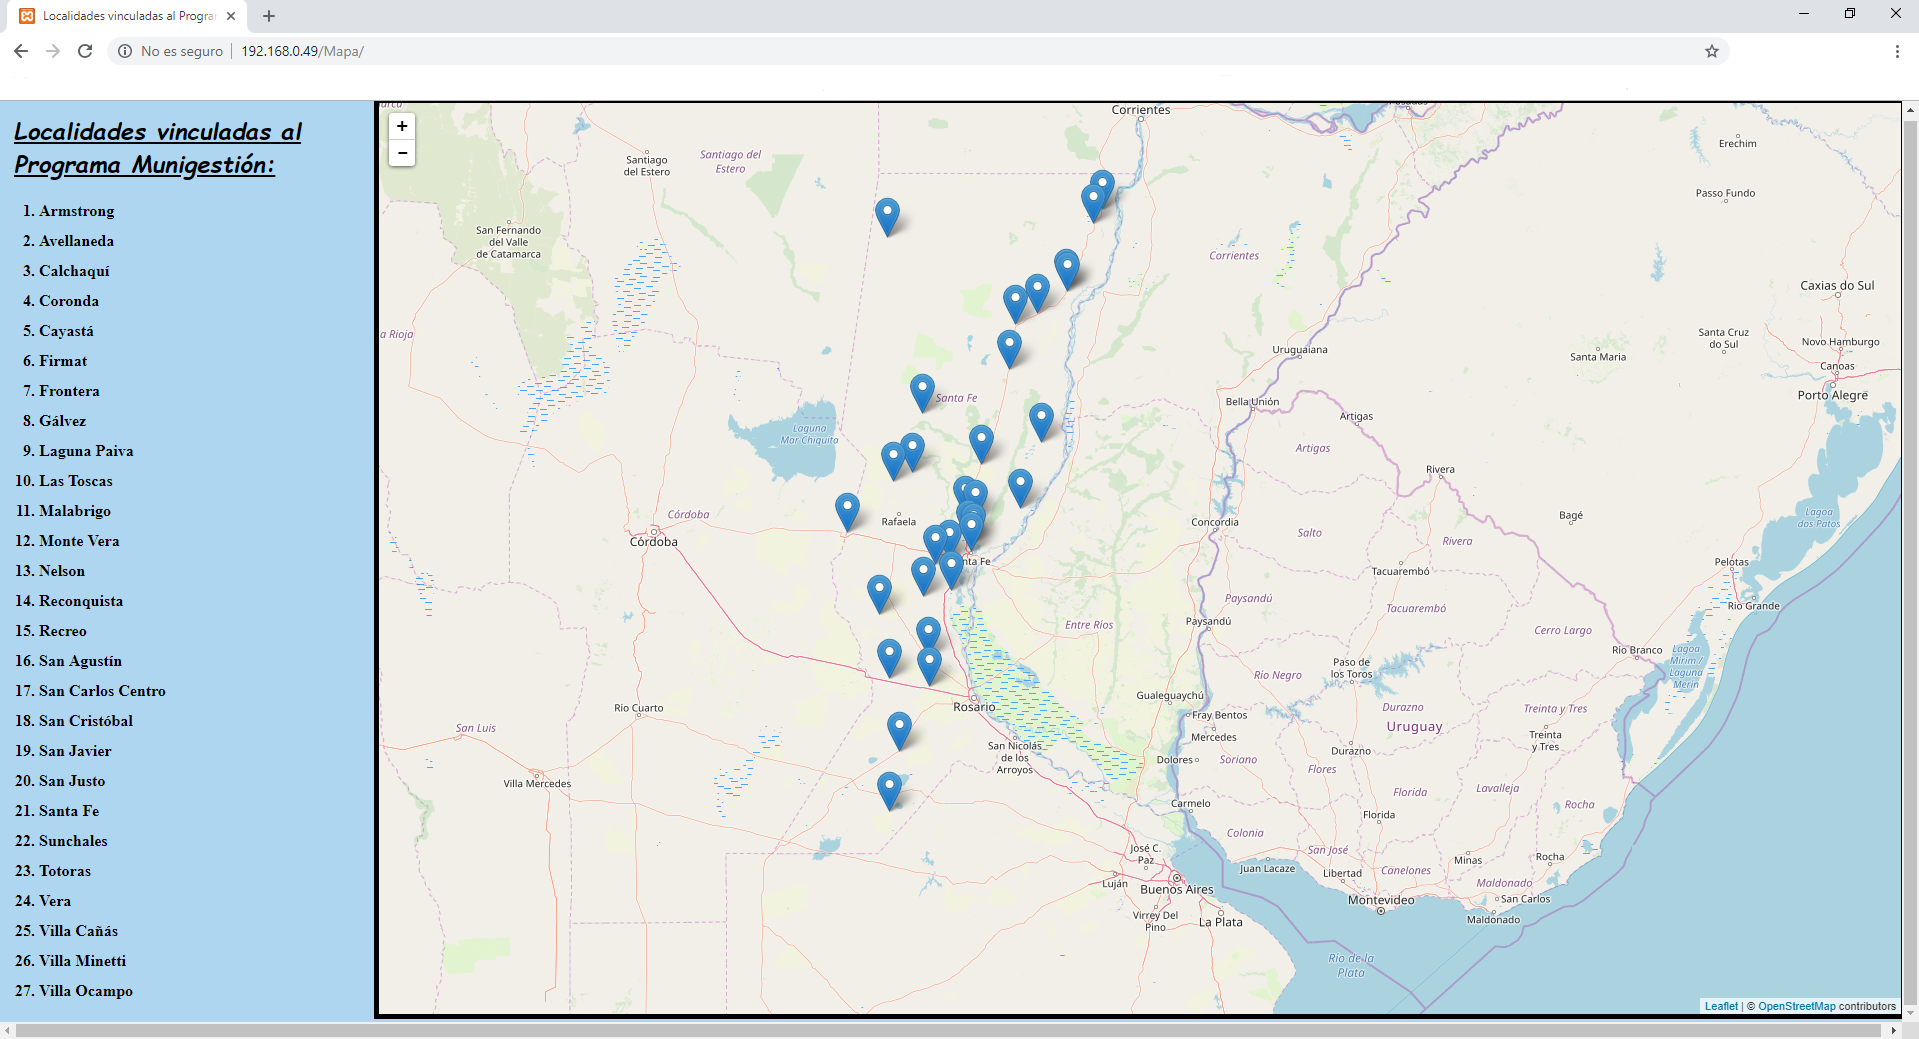 Localidades vinculadas al Progra
No es seguro
192.168.0.49/Mapa/
Localidades vinculadas al
Programa Munigestión:
1. Armstrong
2. Avellaneda
3. Calchaquí
4. Coronda
5. Cayastá
6. Firmat
7. Frontera
8. Gálvez
9. Laguna Paiva
10. Las Toscas
11. Malabrigo
12. Monte Vera
13. Nelson
14. Reconquista
15. Recreo
16. San Agustín
17. San Carlos Centro
18. San Cristóbal
19. San Javier
20. San Justo
21. Santa Fe
22. Sunchales
23. Totoras
24. Vera
25. Villa Cañás
26. Villa Minetti
27. Villa Ocampo
+
−
Corrientes
Santiago
del Estero
Santiago del
Estero
Erechim
Passo Fundo
San Fernando
del Valle
de Catamarca
Corrientes
Caxias do Sul
a Rioja
Santa Cruz
do Sul
Novo Hamburgo
Uruguaiana
Santa Maria
Canoas
Porto Alegre
Santa Fe
Bella Unión
Artigas
Laguna
Mar Chiquita
Artigas
Rivera
Córdoba
Rafaela
Córdoba
Concordia
Bagé
Lagoa
dos Patos
Salto
Rivera
nta Fe
Tacuarembó
Pelotas
Paysandú
Tacuarembó
Rio Grande
Entre Ríos
Paysandú
Cerro Largo
Río Branco
Lagoa
Mirim /
Laguna
Merín
Paso de
los Toros
Río Negro
Gualeguaychú
Río Cuarto
Rosario
Durazno
Treinta y Tres
San Luis
Fray Bentos
Uruguay
Mercedes
Treinta
y Tres
San Nicolás
de los
Arroyos
Durazno
Dolores
Soriano
Flores
Villa Mercedes
Florida
Lavalleja
Carmelo
Rocha
Florida
Colonia
José C.
Paz
San José
Minas
Rocha
Juan Lacaze
Libertad
Canelones
Luján
Buenos Aires
Maldonado
Montevideo
San Carlos
Virrey Del
Pino
La Plata
Maldonado
Rio de la
Plata
Leaflet | © OpenStreetMap contributors